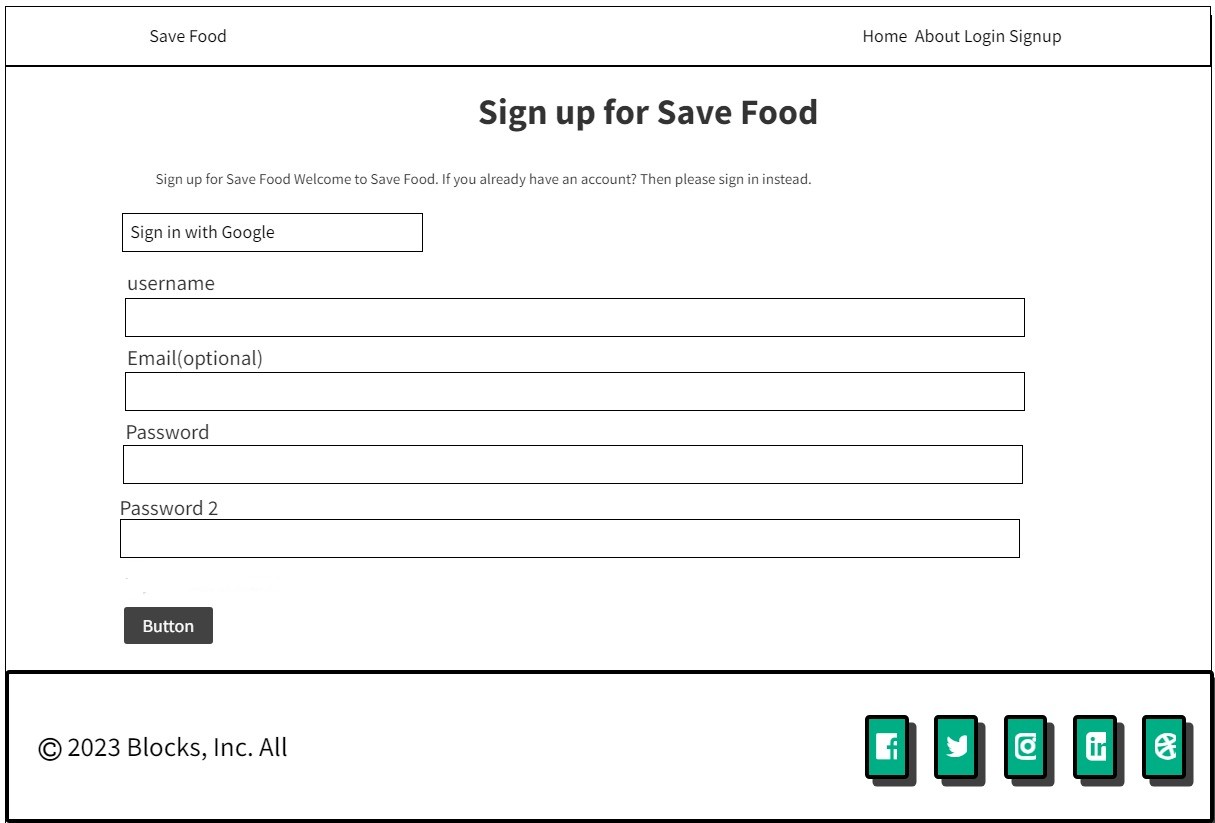 Save Food
Home About Login Signup
Sign up for Save Food
Sign up for Save Food Welcome to Save Food. If you already have an account? Then please sign in instead.
Sign in with Google
username
Email(optional)
Password
Password 2
Button
© 2023 Blocks, Inc. All